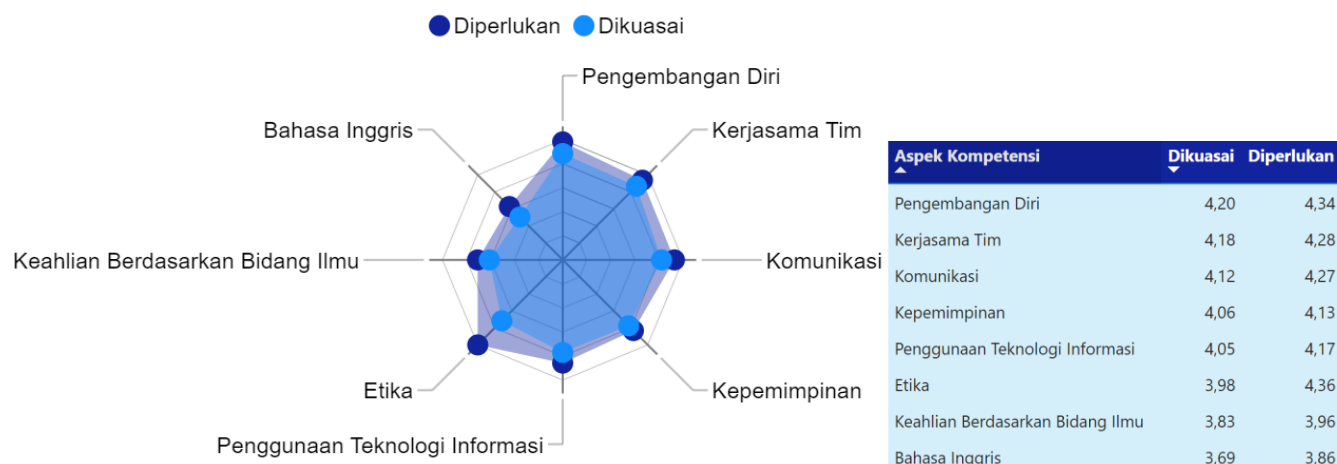 Diperlukan Dikuasai
Pengembangan Diri
Bahasa Inggris
Kerjasama Tim
Keahlian Berdasarkan Bidang Ilmu
Komunikasi
Etika
Kepemimpinan
Penggunaan Teknologi Informasi
Aspek Kompetensi Dikuasai Diperlukan
Pengembangan Diri 4,20 4,34
Kerjasama Tim 4,18 4,28
Komunikasi 4,12 4,27
Kepemimpinan 4,06 4,13
Penggunaan Teknologi Informasi 4,05 4,17
Etika 3,98 4,36
Keahlian Berdasarkan Bidang Ilmu 3,83 3,96
Bahasa Inggris 3,69 3,86